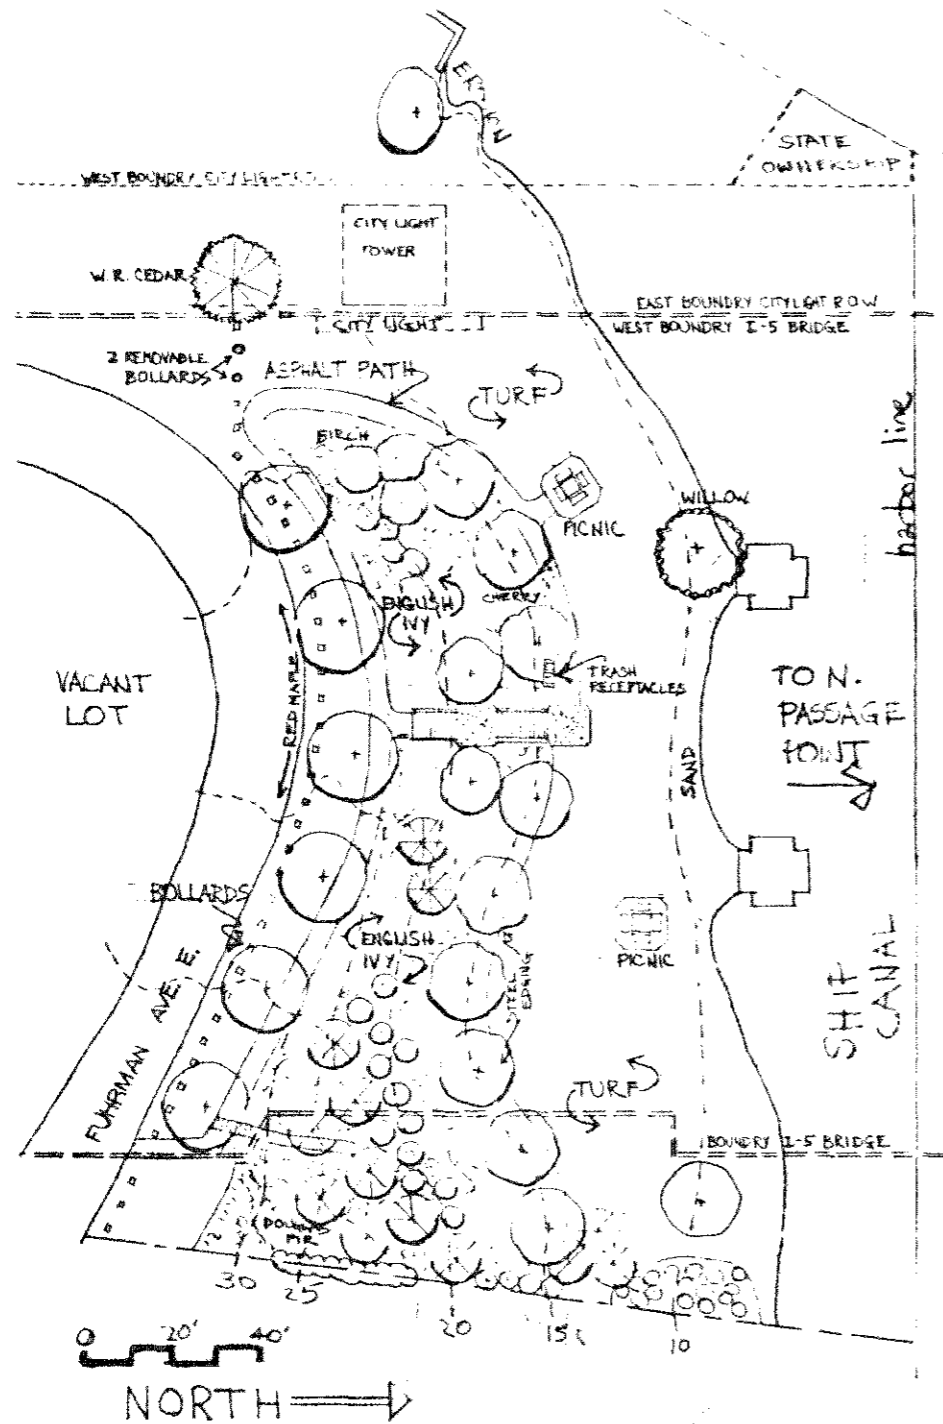 STATE
OWNERSHIP
WEST BOUNDRY CITY LIGHT
CITY LIGHT
TOWER
W. R. CEDAR
EAST BOUNDRY CITY LIGHT R O W
CITY LIGHT
WEST BOUNDRY I-5 BRIDGE
2 REMOVABLE
BOLLARDS
ASPHALT PATH
TURF
BIRCH
harbor line
WILLOW
PICNIC
ENGLISH
IVY
CHERRY
RED MAPLE
VACANT
LOT
TRASH
RECEPTACLES
TO N.
PASSAGE
POINT
SAND
BOLLARDS
ENGLISH
IVY
STEEL
EDGING
PICNIC
SHIP
CANAL
FUHRMAN AVE. E.
TURF
BOUNDRY I-5 BRIDGE
DOUGLAS
FIR
30
25
20
15
10
0 20' 40'
NORTH